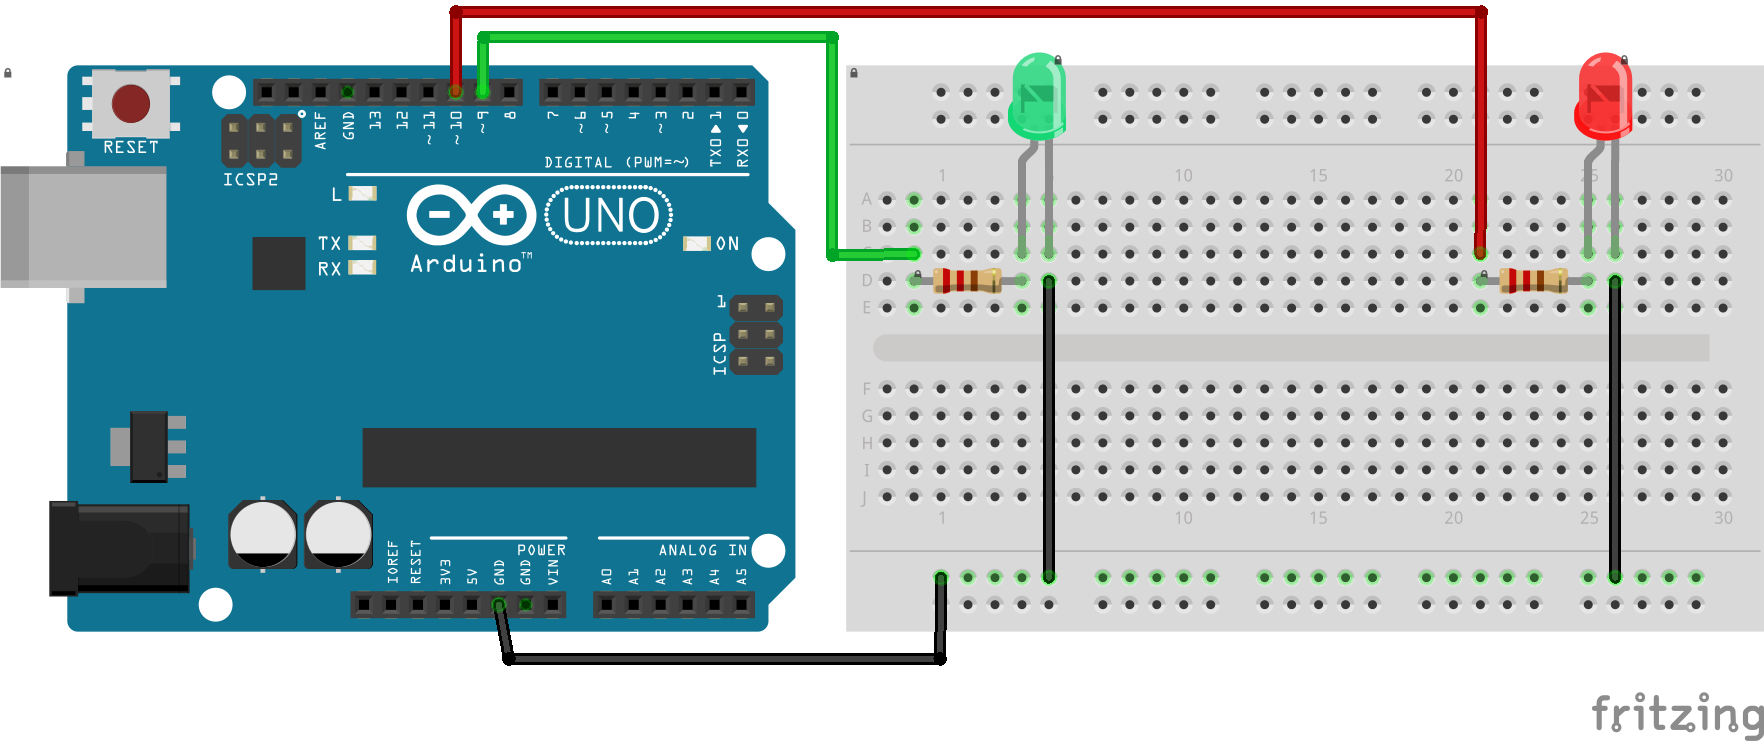 RESET
ICSP2
AREF
GND
13
12
~11
~10
~9
8
7
~6
~5
4
~3
2
TX0▶1
RX0◀0
DIGITAL (PWM=~)
L
TX
RX
UNO
Arduino™
ON
1
ICSP
IOREF
RESET
3V3
5V
GND
GND
VIN
POWER
ANALOG IN
A0
A1
A2
A3
A4
A5
1 10 15 20 25 30
A
B
C
D
E
F
G
H
I
J
1 10 15 20 25 30
fritzing